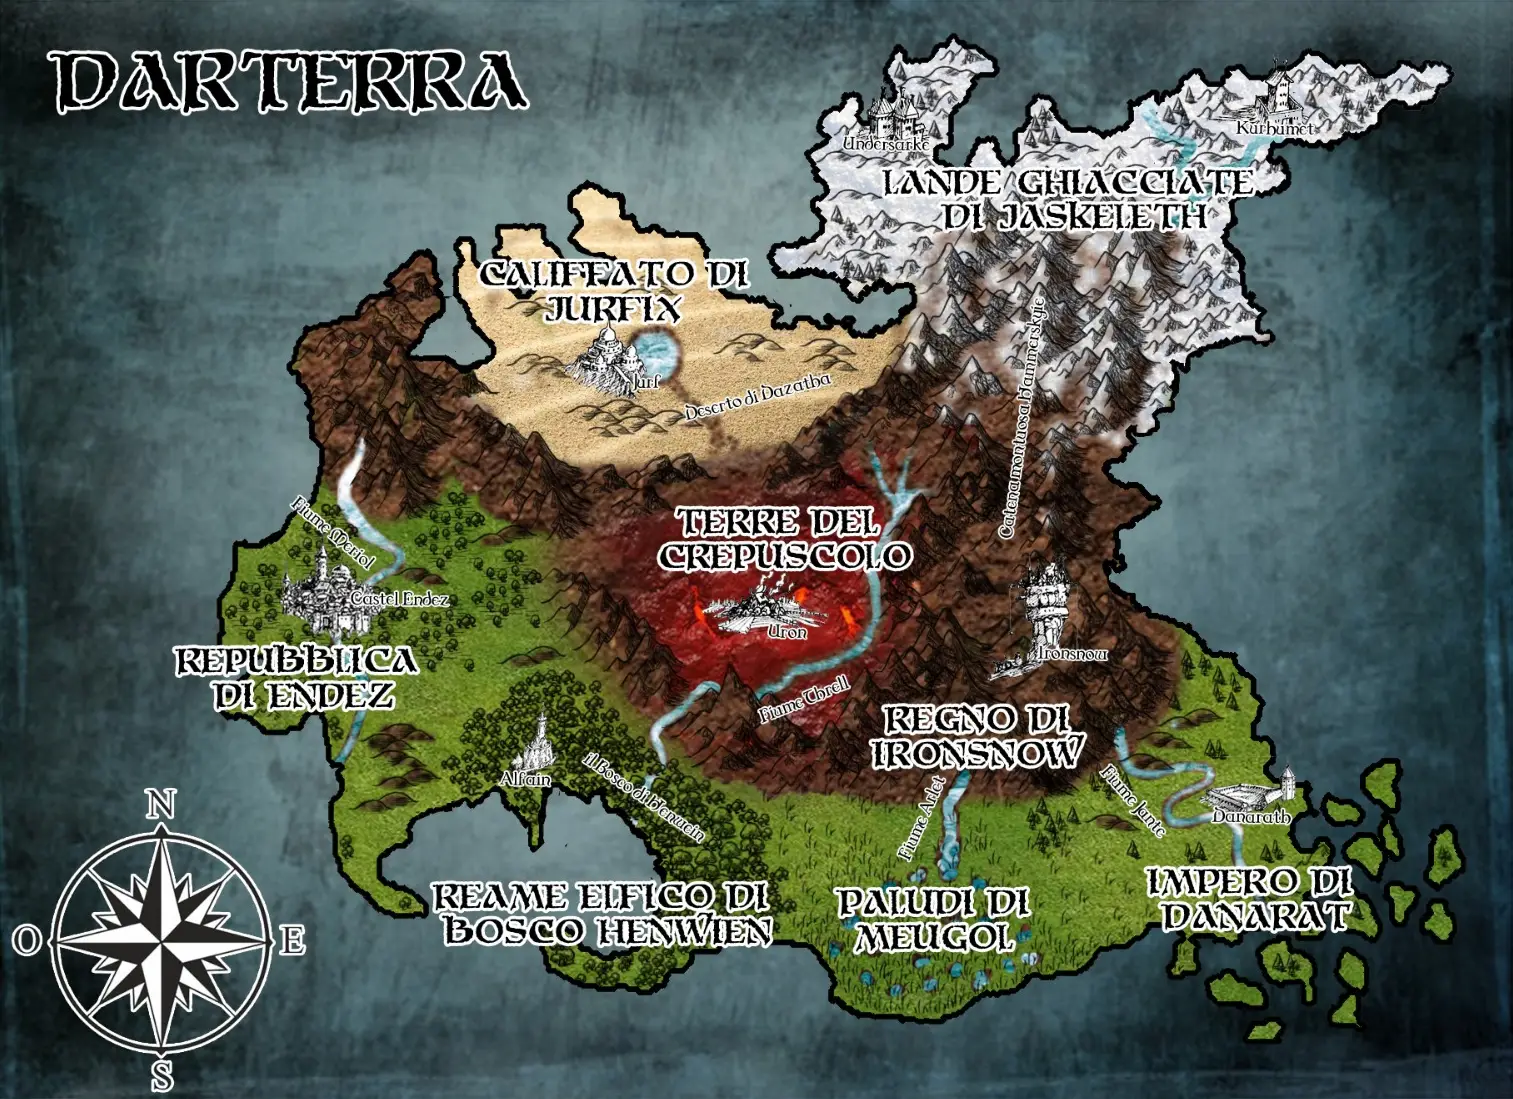 DARTERRA
Kurhumet
Undersarke
LANDE GHIACCIATE
DI JASKELETH
CALIFFATO DI
JURFIX
Jurf
Deserto di Dazatha
Catena montuosa Hammerskyie
Fiume Meriol
TERRE DEL
CREPUSCOLO
Uron
Castel Endez
REPUBBLICA
DI ENDEZ
Ironsnow
Fiume Threll
REGNO DI
IRONSNOW
Alfain
il Bosco di Henwein
Fiume Arlet
Fiume Jante
Danarath
REAME ELFICO DI
BOSCO HENWIEN
PALUDI DI
MEUGOL
IMPERO DI
DANARAT
N
O
E
S